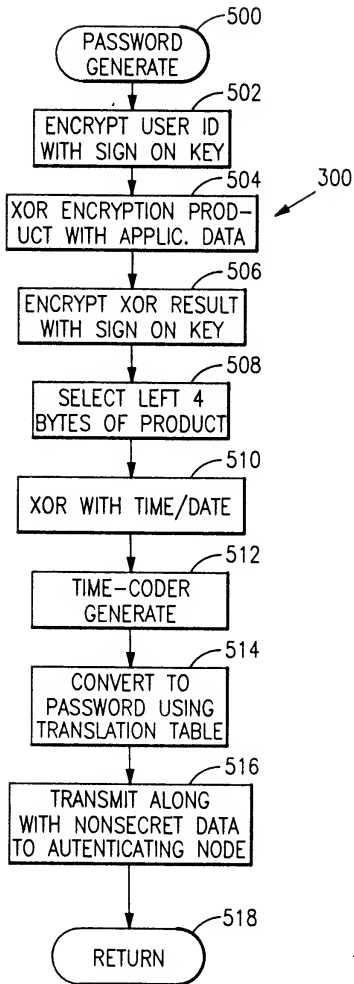 500
PASSWORD
GENERATE
502
ENCRYPT USER ID
WITH SIGN ON KEY
504
300
XOR ENCRYPTION PROD-
UCT WITH APPLIC. DATA
506
ENCRYPT XOR RESULT
WITH SIGN ON KEY
508
SELECT LEFT 4
BYTES OF PRODUCT
510
XOR WITH TIME/DATE
512
TIME-CODER
GENERATE
514
CONVERT TO
PASSWORD USING
TRANSLATION TABLE
516
TRANSMIT ALONG
WITH NONSECRET DATA
TO AUTENTICATING NODE
518
RETURN